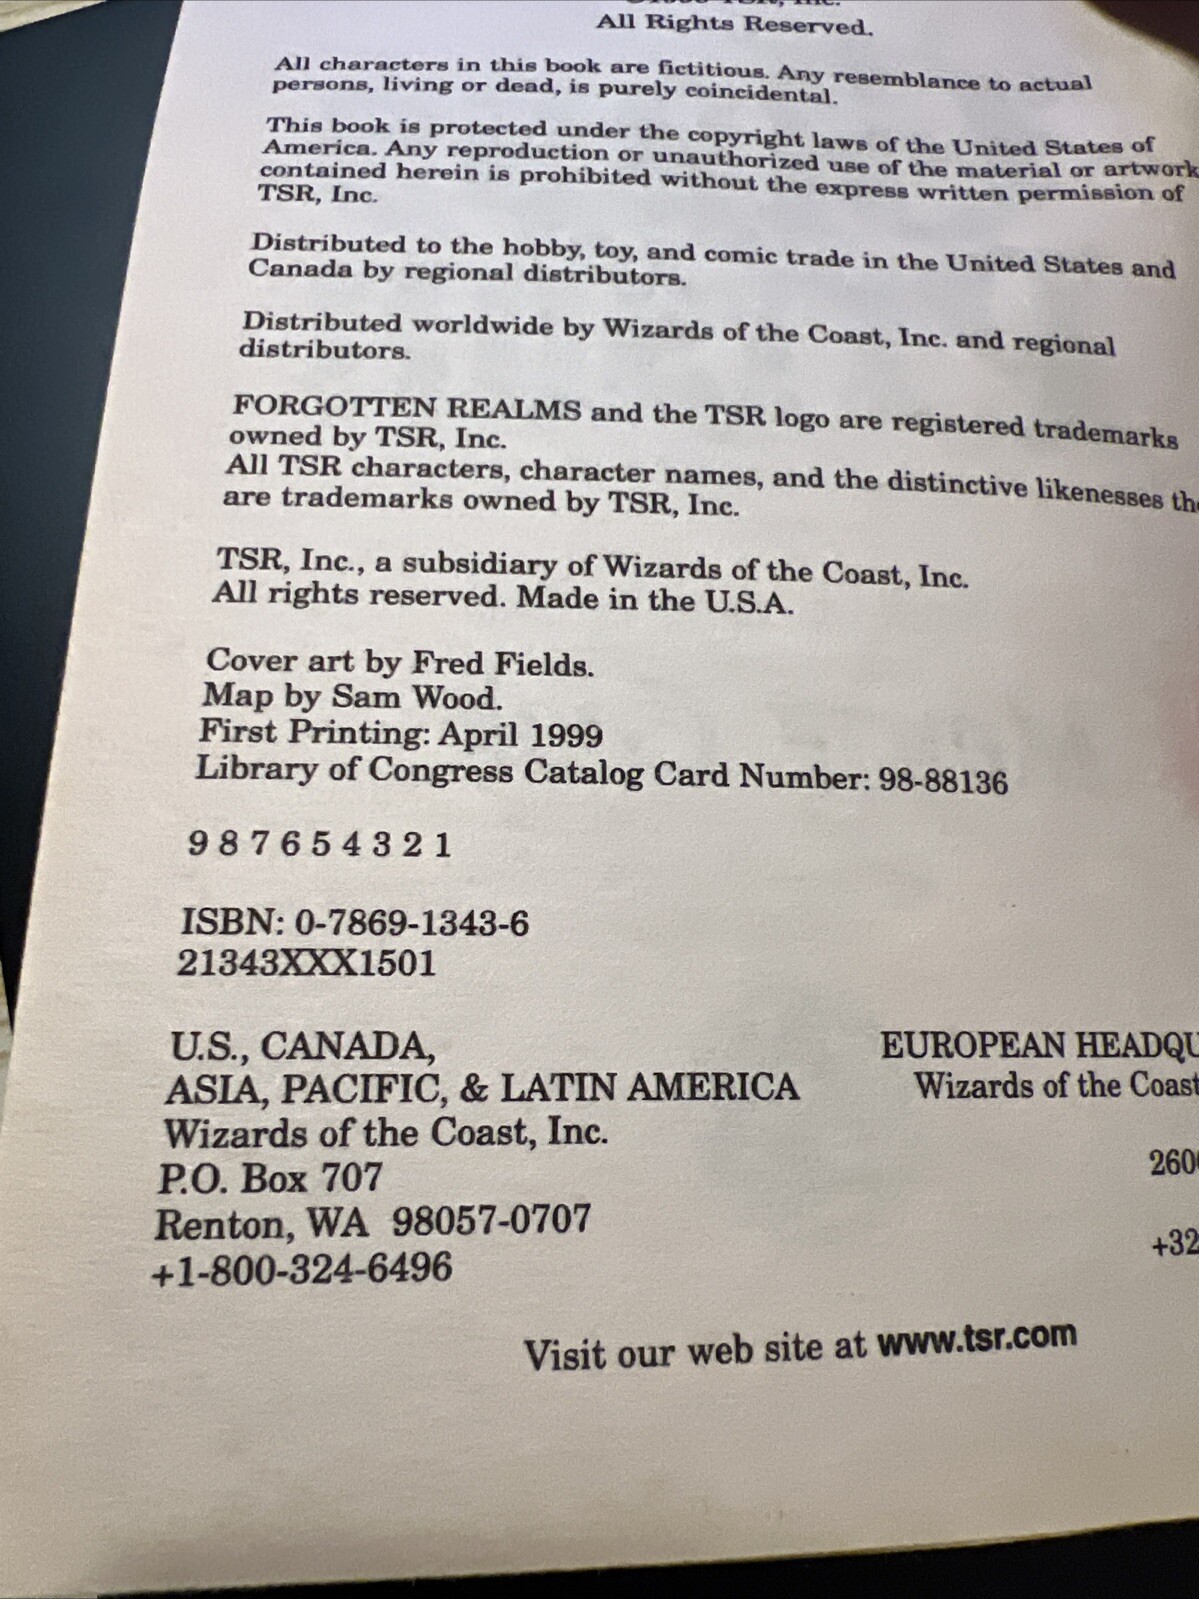 All Rights Reserved.
All characters in this book are fictitious. Any resemblance to actual
persons, living or dead, is purely coincidental.
This book is protected under the copyright laws of the United States of
America. Any reproduction or unauthorized use of the material or artwork
contained herein is prohibited without the express written permission of
TSR, Inc.
Distributed to the hobby, toy, and comic trade in the United States and
Canada by regional distributors.
Distributed worldwide by Wizards of the Coast, Inc. and regional
distributors.
FORGOTTEN REALMS and the TSR logo are registered trademarks
owned by TSR, Inc.
All TSR characters, character names, and the distinctive likenesses
are trademarks owned by TSR, Inc.
TSR, Inc., a subsidiary of Wizards of the Coast, Inc.
All rights reserved. Made in the U.S.A.
Cover art by Fred Fields.
Map by Sam Wood.
First Printing: April 1999
Library of Congress Catalog Card Number: 98-88136
9 8 7 6 5 4 3 2 1
ISBN: 0-7869-1343-6
21343XXX1501
U.S., CANADA,
ASIA, PACIFIC, & LATIN AMERICA
Wizards of the Coast, Inc.
P.O. Box 707
Renton, WA 98057-0707
+1-800-324-6496
EUROPEAN HEADQU
Wizards of the Coast
260
+32
Visit our web site at www.tsr.com